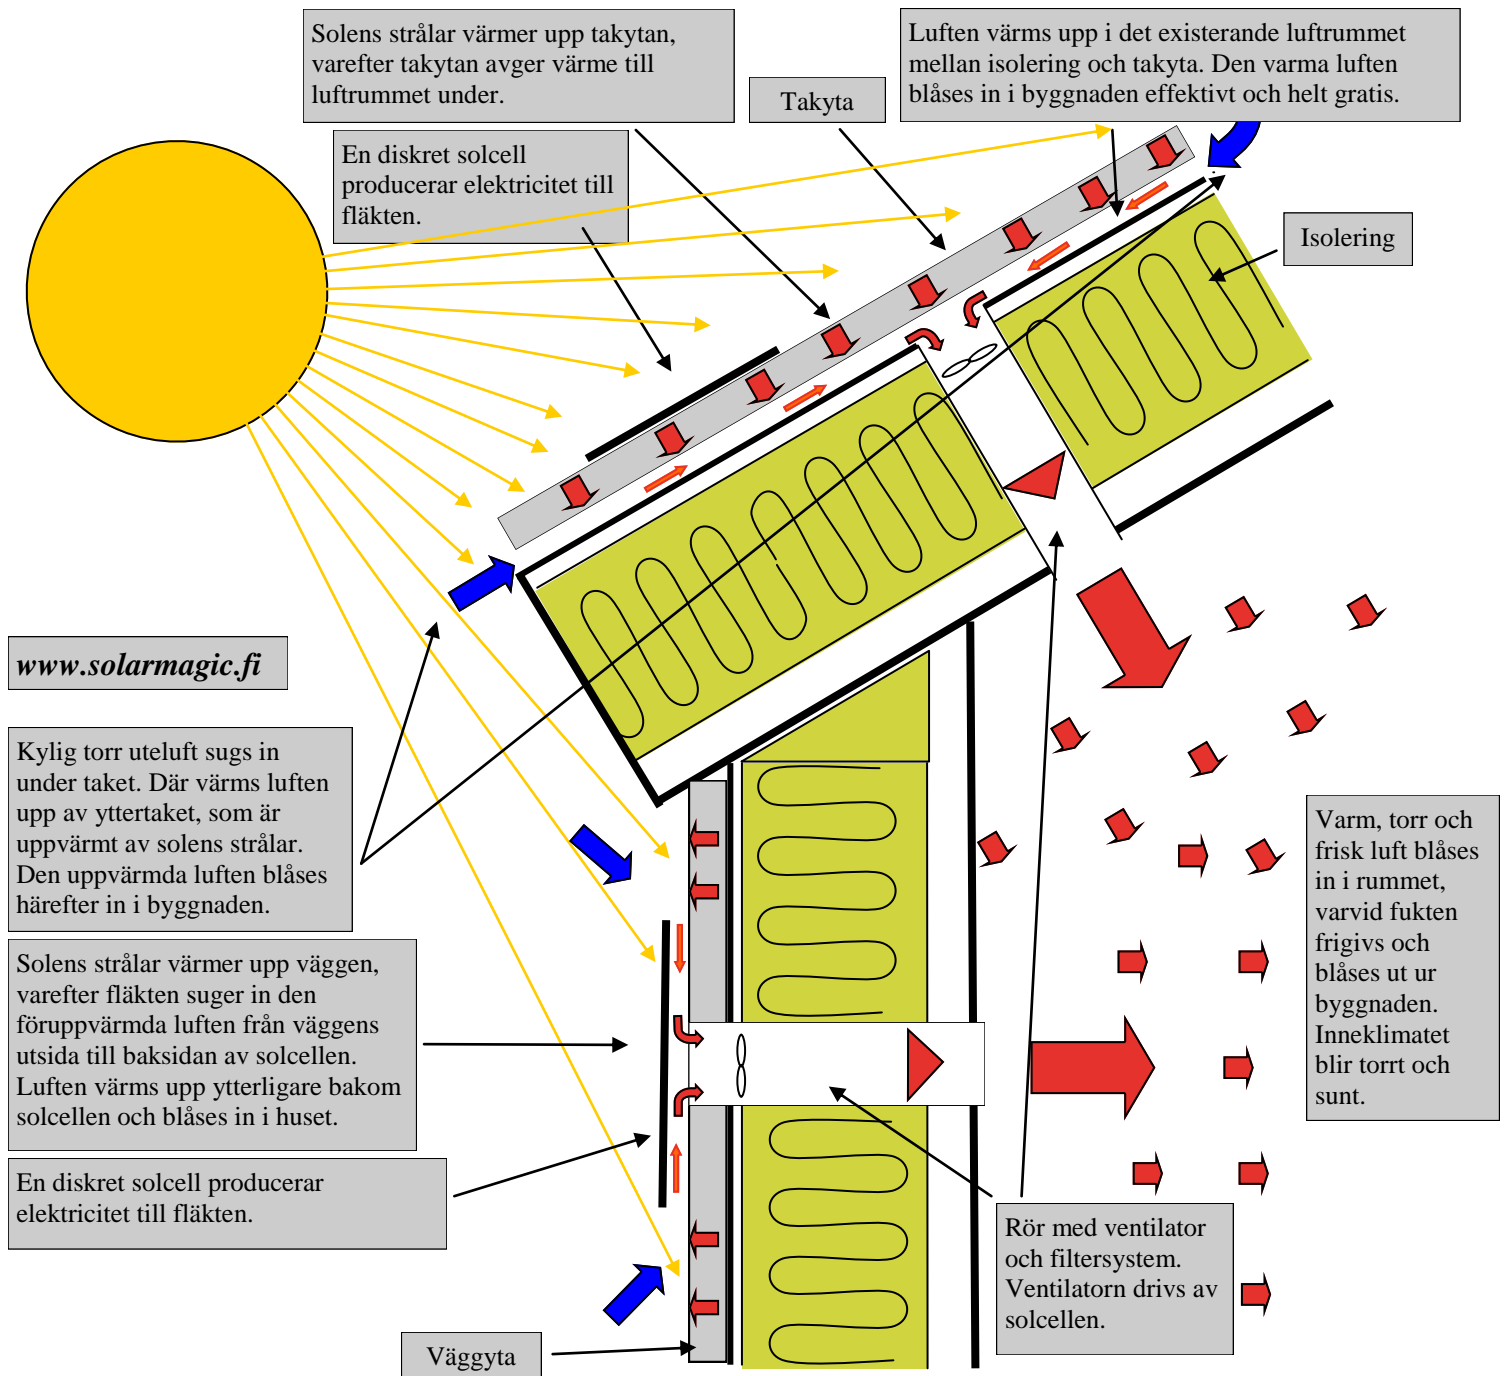 Solens strålar värmer upp takytan,
varefter takytan avger värme till
luftrummet under.
Takyta
Luften värms upp i det existerande luftrummet
mellan isolering och takyta. Den varma luften
blåses in i byggnaden effektivt och helt gratis.
En diskret solcell
producerar elektricitet till
fläkten.
Isolering
www.solarmagic.fi
Kylig torr uteluft sugs in
under taket. Där värms luften
upp av yttertaket, som är
uppvärmt av solens strålar.
Den uppvärmda luften blåses
härefter in i byggnaden.
Varm, torr och
frisk luft blåses
in i rummet,
varvid fukten
frigivs och
blåses ut ur
byggnaden.
Inneklimatet
blir torrt och
sunt.
Solens strålar värmer upp väggen,
varefter fläkten suger in den
föruppvärmda luften från väggens
utsida till baksidan av solcellen.
Luften värms upp ytterligare bakom
solcellen och blåses in i huset.
En diskret solcell producerar
elektricitet till fläkten.
Rör med ventilator
och filtersystem.
Ventilatorn drivs av
solcellen.
Väggyta